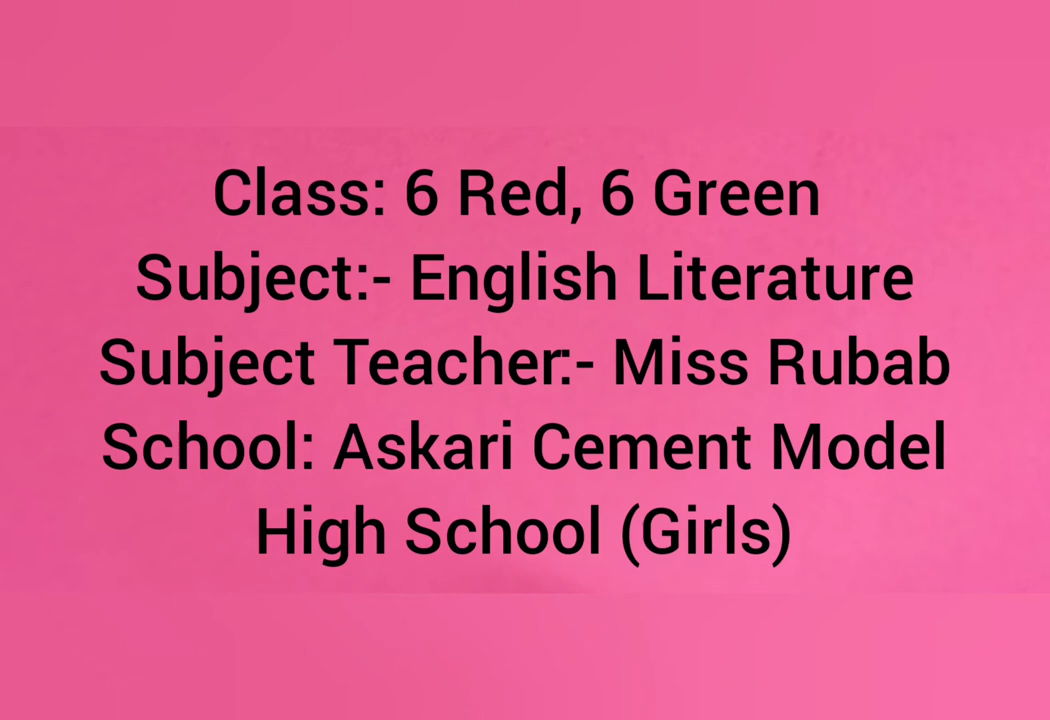 Class: 6 Red, 6 Green
Subject:- English Literature
Subject Teacher:- Miss Rubab
School: Askari Cement Model
High School (Girls)